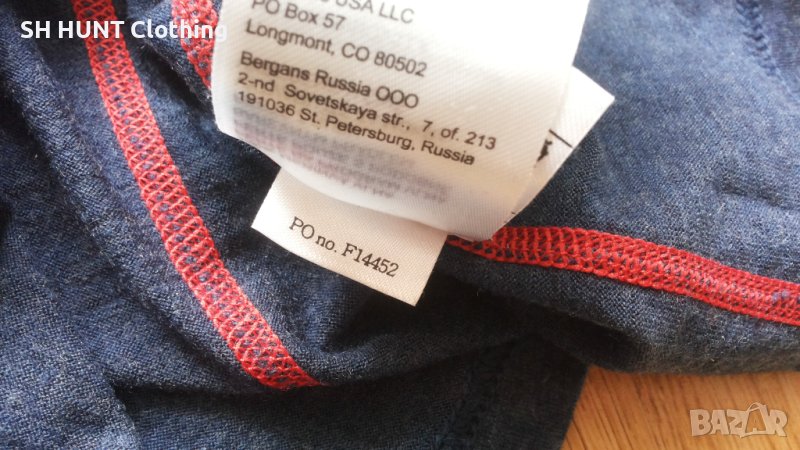 SH HUNT Clothing
USA LLC
PO Box 57
Longmont, CO 80502
Bergans Russia OOO
2-nd Sovetskaya str., 7, of. 213
191036 St. Petersburg, Russia
PO no. F14452
BAZAR